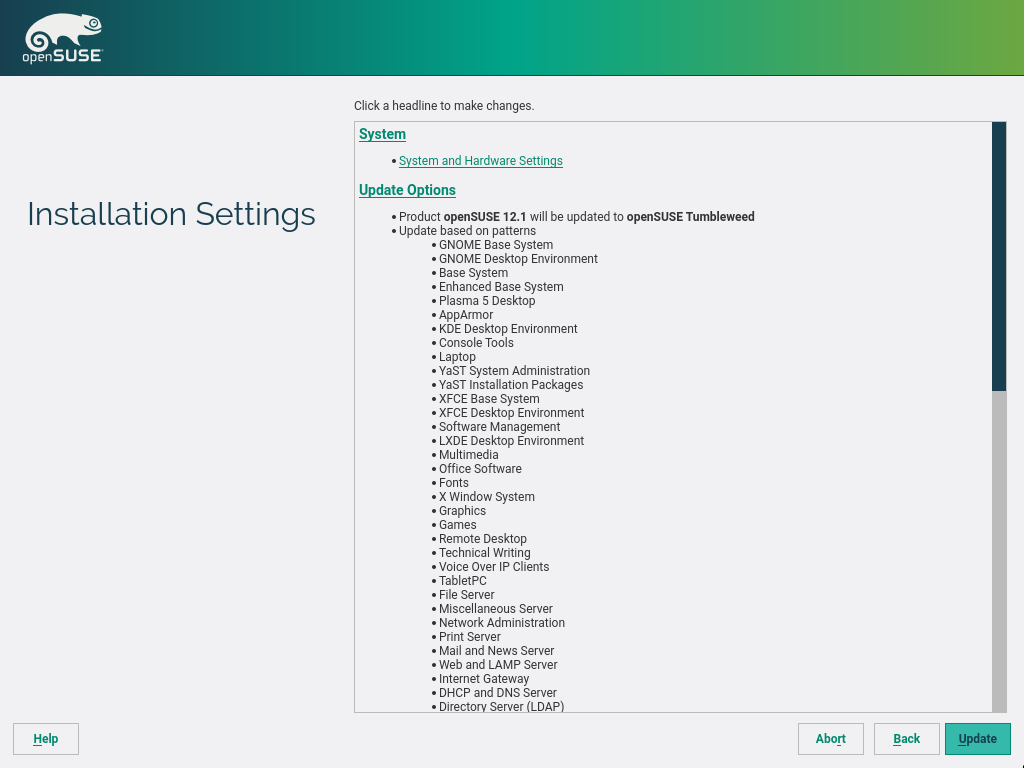 openSUSE
Click a headline to make changes.
Installation Settings
System
System and Hardware Settings
Update Options
Product openSUSE 12.1 will be updated to openSUSE Tumbleweed
Update based on patterns
GNOME Base System
GNOME Desktop Environment
Base System
Enhanced Base System
Plasma 5 Desktop
AppArmor
KDE Desktop Environment
Console Tools
Laptop
YaST System Administration
YaST Installation Packages
XFCE Base System
XFCE Desktop Environment
Software Management
LXDE Desktop Environment
Multimedia
Office Software
Fonts
X Window System
Graphics
Games
Remote Desktop
Technical Writing
Voice Over IP Clients
TabletPC
File Server
Miscellaneous Server
Network Administration
Print Server
Mail and News Server
Web and LAMP Server
Internet Gateway
DHCP and DNS Server
Directory Server (LDAP)
Help
Abort
Back
Update